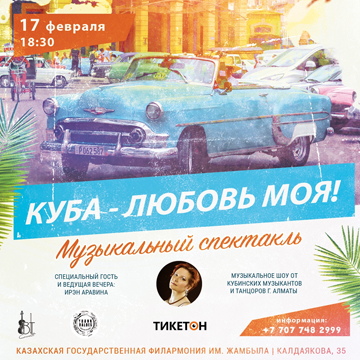 17 февраля
18:30
КУБА - ЛЮБОВЬ МОЯ!
Музыкальный спектакль
СПЕЦИАЛЬНЫЙ ГОСТЬ
И ВЕДУЩАЯ ВЕЧЕРА:
ИРЭН АРАВИНА
МУЗЫКАЛЬНОЕ ШОУ ОТ
КУБИНСКИХ МУЗЫКАНТОВ
И ТАНЦОРОВ Г. АЛМАТЫ
ТИКЕТОН
информация:
+7 707 748 2999
КАЗАХСКАЯ ГОСУДАРСТВЕННАЯ ФИЛАРМОНИЯ ИМ. ЖАМБЫЛА | КАЛДАЯКОВА, 35